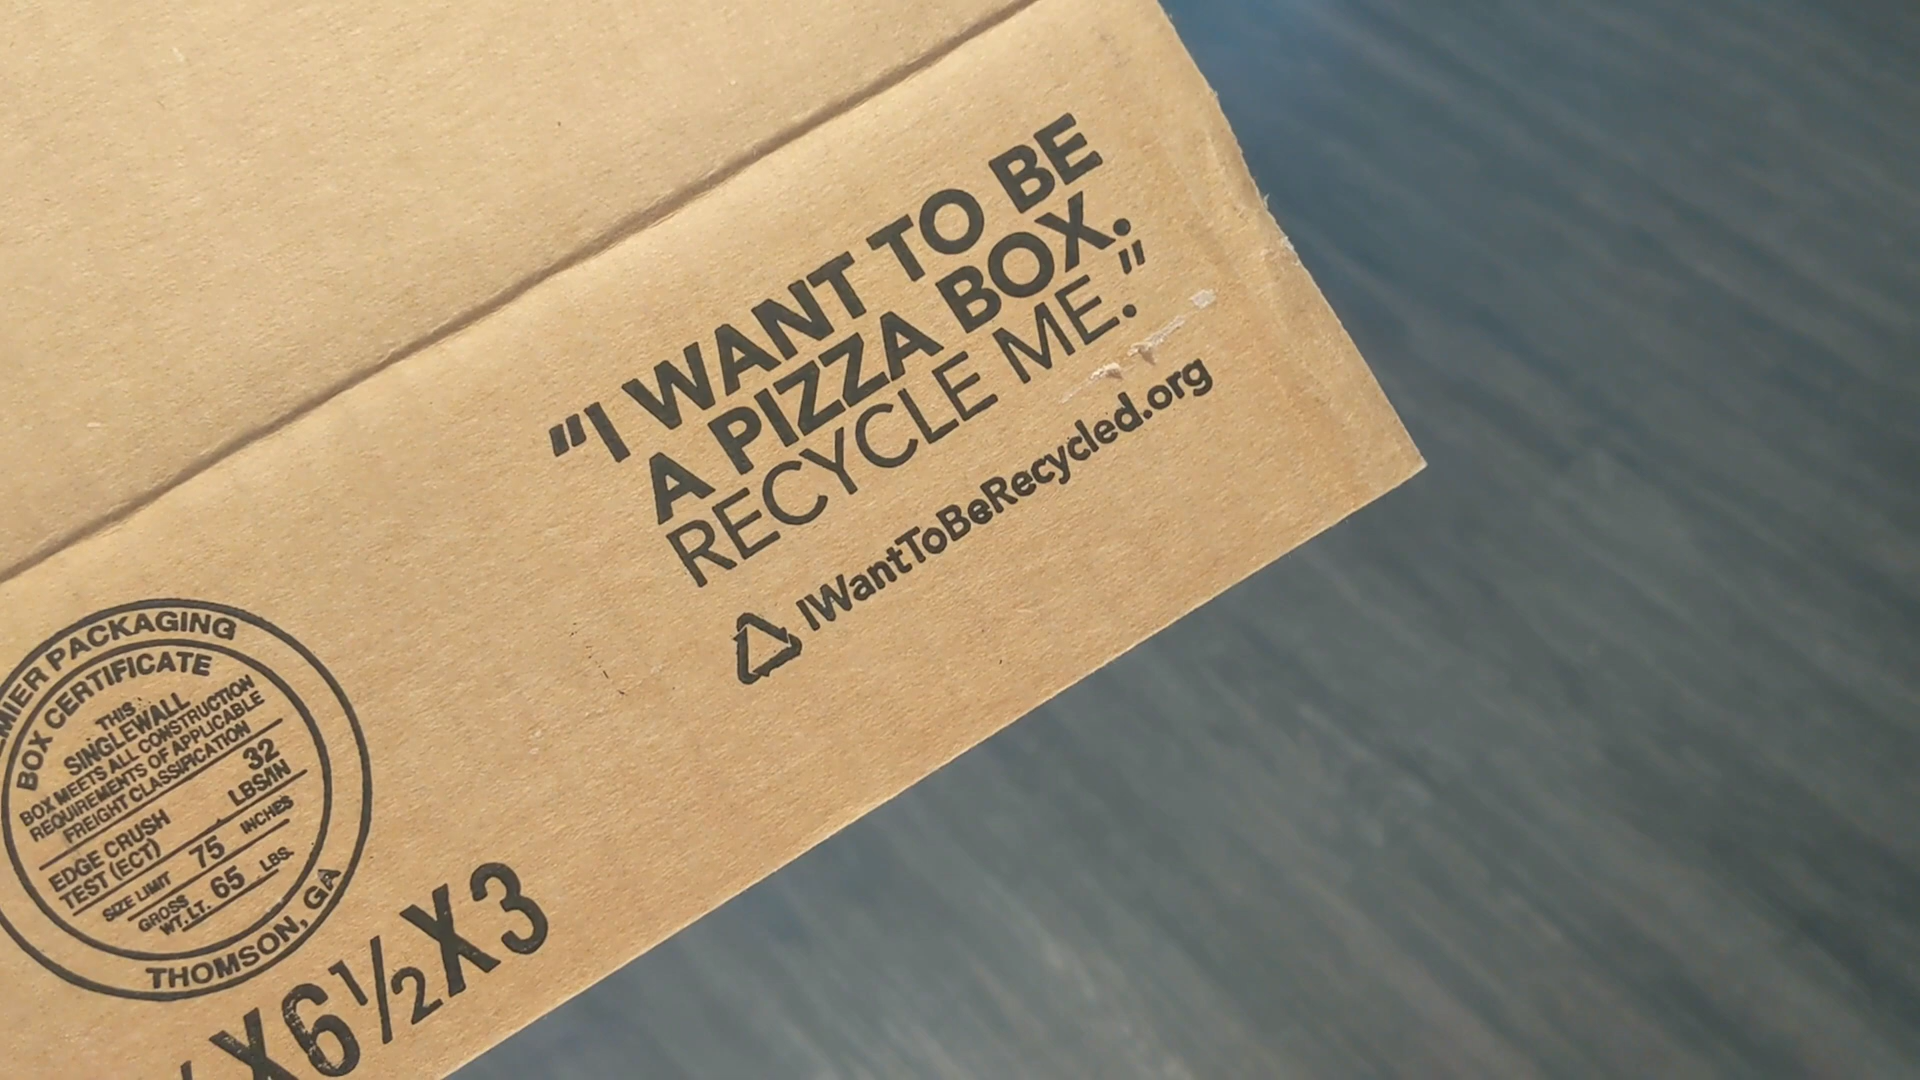 “I WANT TO BE
A PIZZA BOX.
RECYCLE ME.”
IWantToBeRecycled.org
PACKAGING
BOX CERTIFICATE
THIS
SINGLEWALL
BOX MEETS ALL CONSTRUCTION
REQUIREMENTS OF APPLICABLE
FREIGHT CLASSIFICATION
EDGE CRUSH
TEST (ECT) 32
LBS/IN
SIZE LIMIT 75 INCHES
GROSS
WT. LT. 65 LBS.
THOMSON, GA
X6½X3